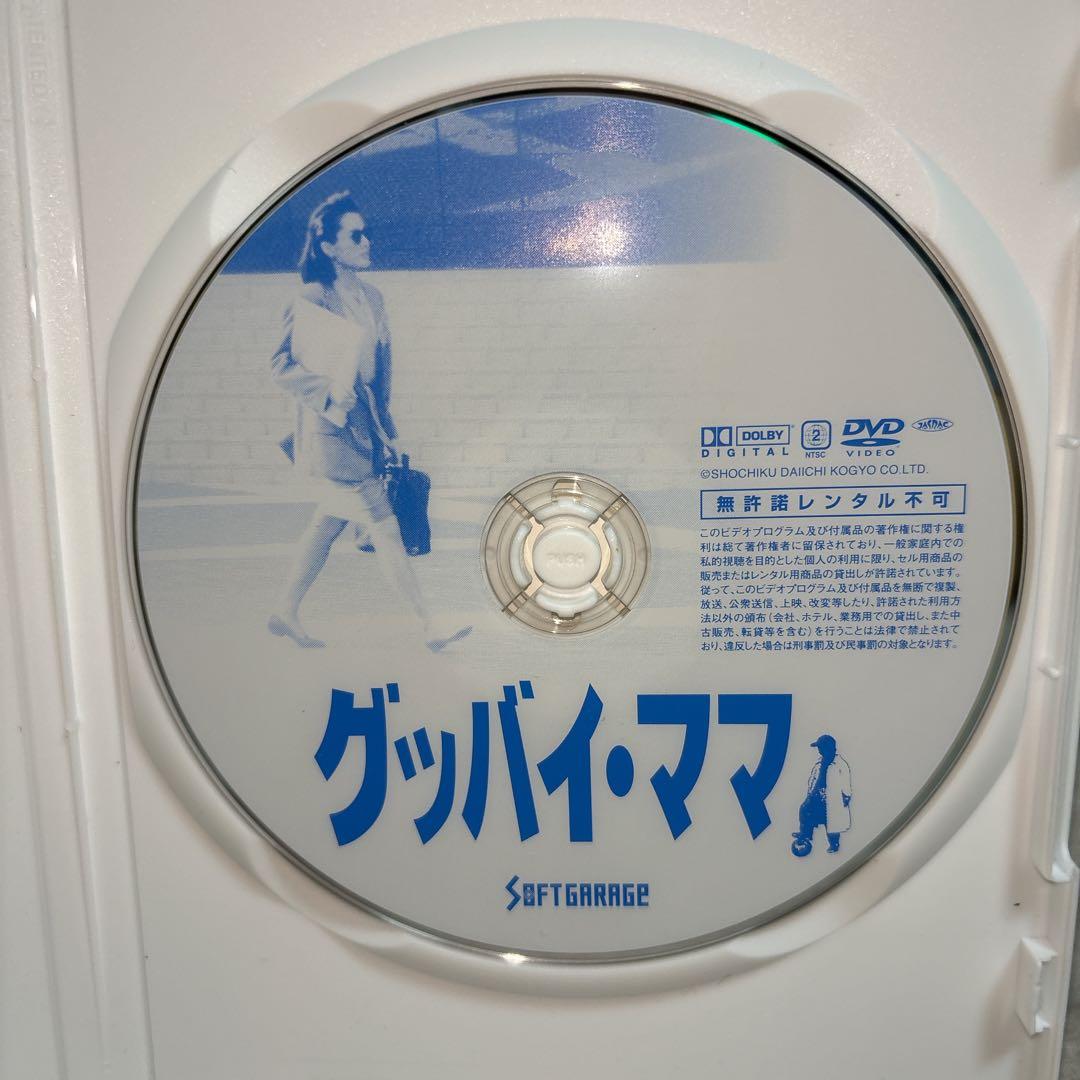 DOLBY
DIGITAL
2
NTSC
DVD
VIDEO
JASRAC
©SHOCHIKU DAIICHI KOGYO CO.LTD.
無許諾レンタル不可
このビデオプログラム及び付属品の著作権に関する権
利は総て著作権者に留保されており、一般家庭内での
私的視聴を目的とした個人の利用に限り、セル用商品の
販売またはレンタル用商品の貸出しが許諾されています。
従って、このビデオプログラム及び付属品を無断で複製、
放送、公衆送信、上映、改変等したり、許諾された利用方
法以外の頒布(会社、ホテル、業務用での貸出し、また中
古販売、転貸等を含む)を行うことは法律で禁止されて
おり、違反した場合は刑事罰及び民事罰の対象となります。
PUSH
グッバイ・ママ
SOFTGARAGE